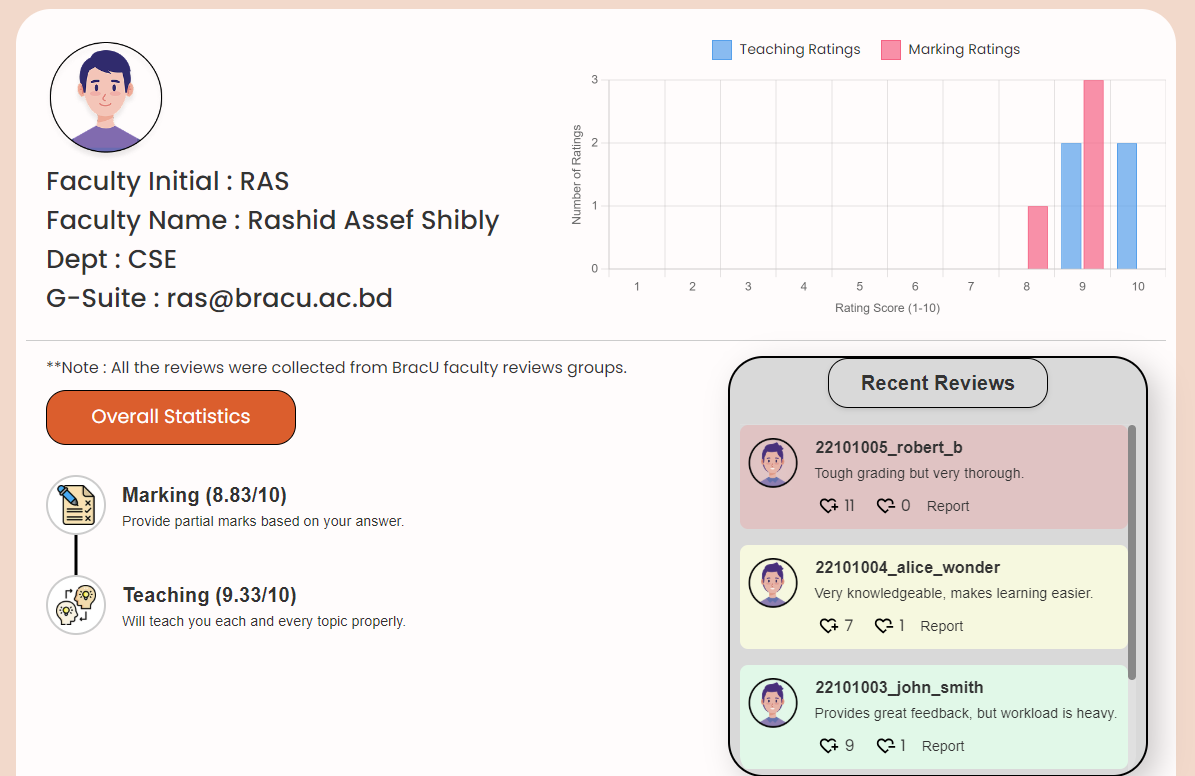 Teaching Ratings Marking Ratings
3
2
1
0
Number of Ratings
1 2 3 4 5 6 7 8 9 10
Rating Score (1-10)
Faculty Initial : RAS
Faculty Name : Rashid Assef Shibly
Dept : CSE
G-Suite : ras@bracu.ac.bd
**Note : All the reviews were collected from BracU faculty reviews groups.
Overall Statistics
Marking (8.83/10)
Provide partial marks based on your answer.
Teaching (9.33/10)
Will teach you each and every topic properly.
Recent Reviews
22101005_robert_b
Tough grading but very thorough.
11 0 Report
22101004_alice_wonder
Very knowledgeable, makes learning easier.
7 1 Report
22101003_john_smith
Provides great feedback, but workload is heavy.
9 1 Report